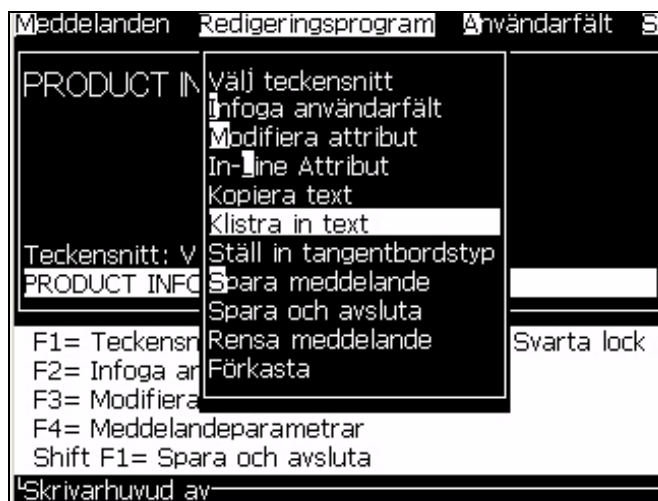 Meddelanden Redigeringsprogram Användarfält S
PRODUCT IN
Välj teckensnitt
Infoga användarfält
Modifiera attribut
In-Line Attribut
Kopiera text
Klistra in text
Ställ in tangentbordstyp
Spara meddelande
Spara och avsluta
Rensa meddelande
Förkasta
Teckensnitt: V
PRODUCT INFO
F1= Teckensn Svarta lock
F2= Infoga an
F3= Modifiera
F4= Meddelandeparametrar
Shift F1= Spara och avsluta
Skrivarhuvud av